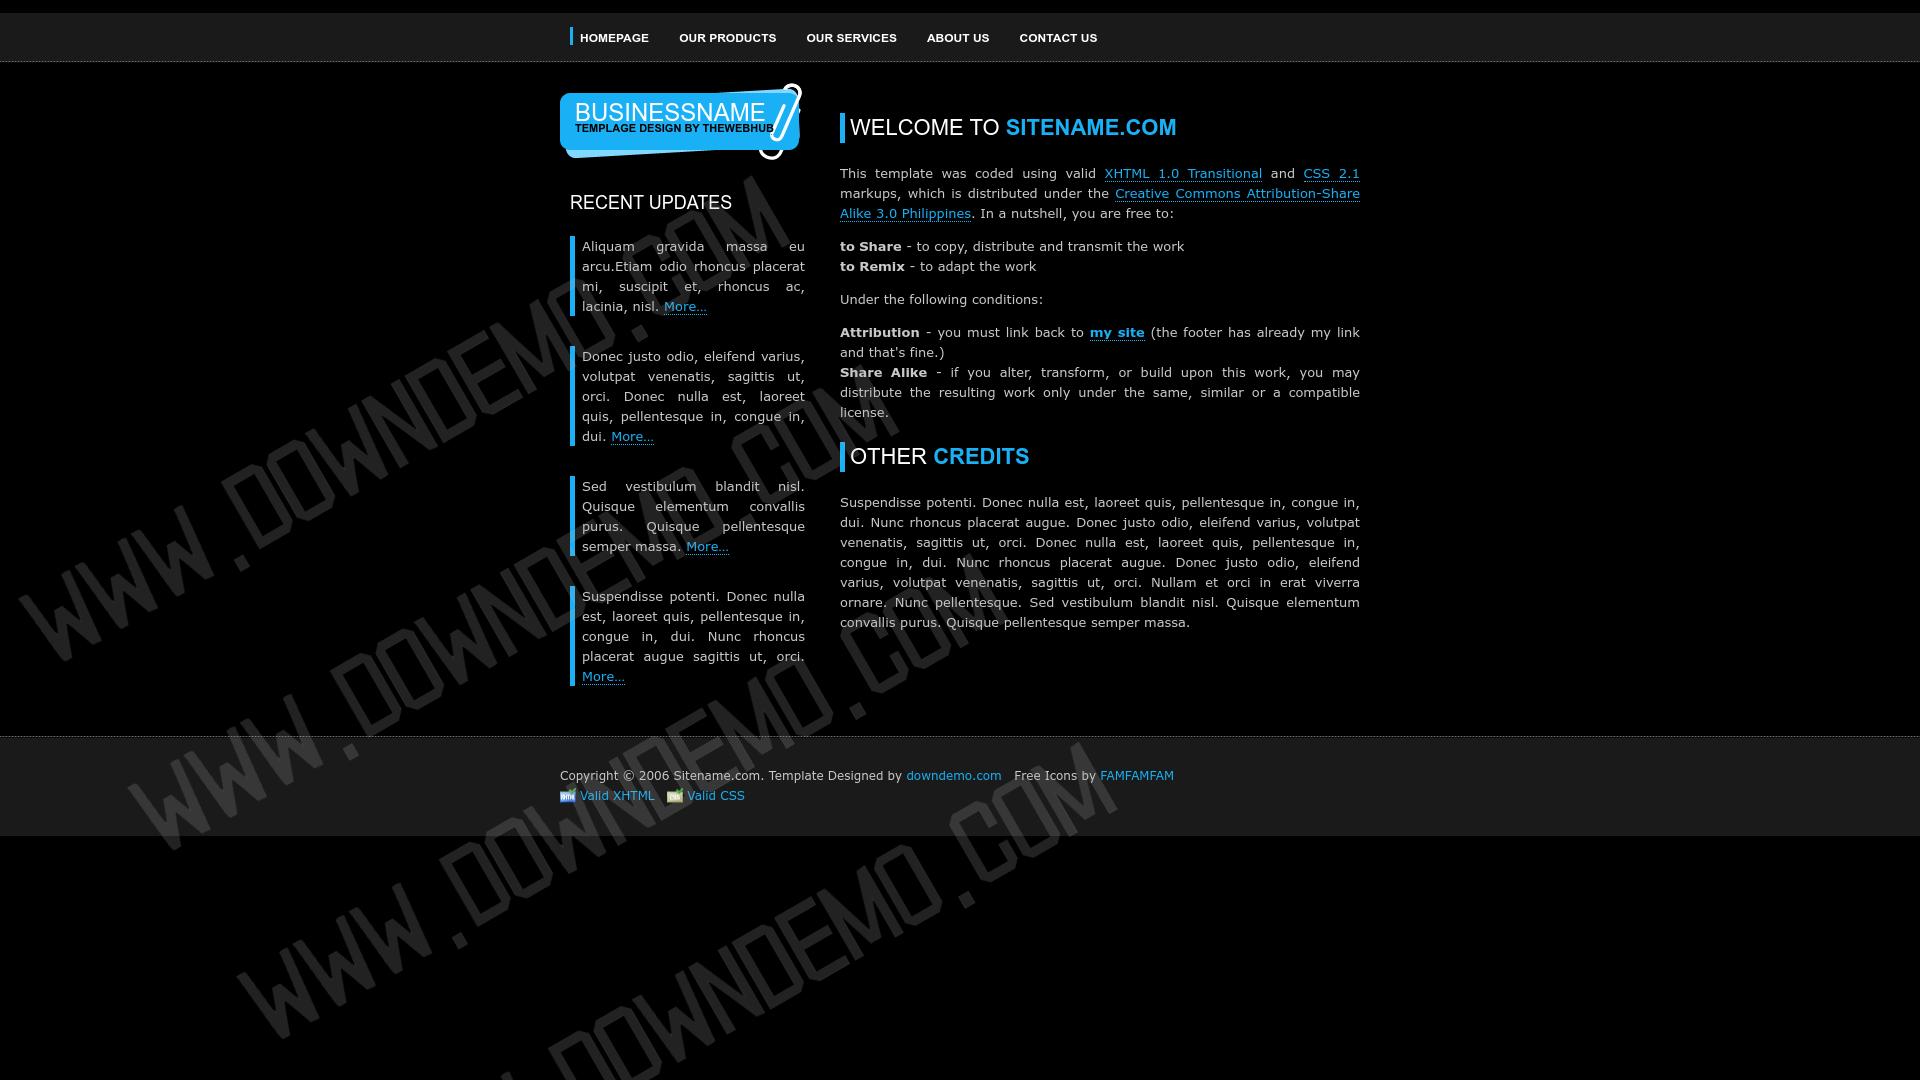 HOMEPAGE OUR PRODUCTS OUR SERVICES ABOUT US CONTACT US
BUSINESSNAME
TEMPLAGE DESIGN BY THEWEBHUB
RECENT UPDATES
Aliquam gravida massa eu
arcu.Etiam odio rhoncus placerat
mi, suscipit et, rhoncus ac,
lacinia, nisl. More...
Donec justo odio, eleifend varius,
volutpat venenatis, sagittis ut,
orci. Donec nulla est, laoreet
quis, pellentesque in, congue in,
dui. More...
Sed vestibulum blandit nisl.
Quisque elementum convallis
purus. Quisque pellentesque
semper massa. More...
Suspendisse potenti. Donec nulla
est, laoreet quis, pellentesque in,
congue in, dui. Nunc rhoncus
placerat augue sagittis ut, orci.
More...
WELCOME TO SITENAME.COM
This template was coded using valid XHTML 1.0 Transitional and CSS 2.1
markups, which is distributed under the Creative Commons Attribution-Share
Alike 3.0 Philippines. In a nutshell, you are free to:
to Share - to copy, distribute and transmit the work
to Remix - to adapt the work
Under the following conditions:
Attribution - you must link back to my site (the footer has already my link
and that's fine.)
Share Alike - if you alter, transform, or build upon this work, you may
distribute the resulting work only under the same, similar or a compatible
license.
OTHER CREDITS
Suspendisse potenti. Donec nulla est, laoreet quis, pellentesque in, congue in,
dui. Nunc rhoncus placerat augue. Donec justo odio, eleifend varius, volutpat
venenatis, sagittis ut, orci. Donec nulla est, laoreet quis, pellentesque in,
congue in, dui. Nunc rhoncus placerat augue. Donec justo odio, eleifend
varius, volutpat venenatis, sagittis ut, orci. Nullam et orci in erat viverra
ornare. Nunc pellentesque. Sed vestibulum blandit nisl. Quisque elementum
convallis purus. Quisque pellentesque semper massa.
Copyright © 2006 Sitename.com. Template Designed by downdemo.com Free Icons by FAMFAMFAM
Valid XHTML Valid CSS
WWW.DOWNDEMO.COM
WWW.DOWNDEMO.COM
WWW.DOWNDEMO.COM
.DOWNDEMO.COM